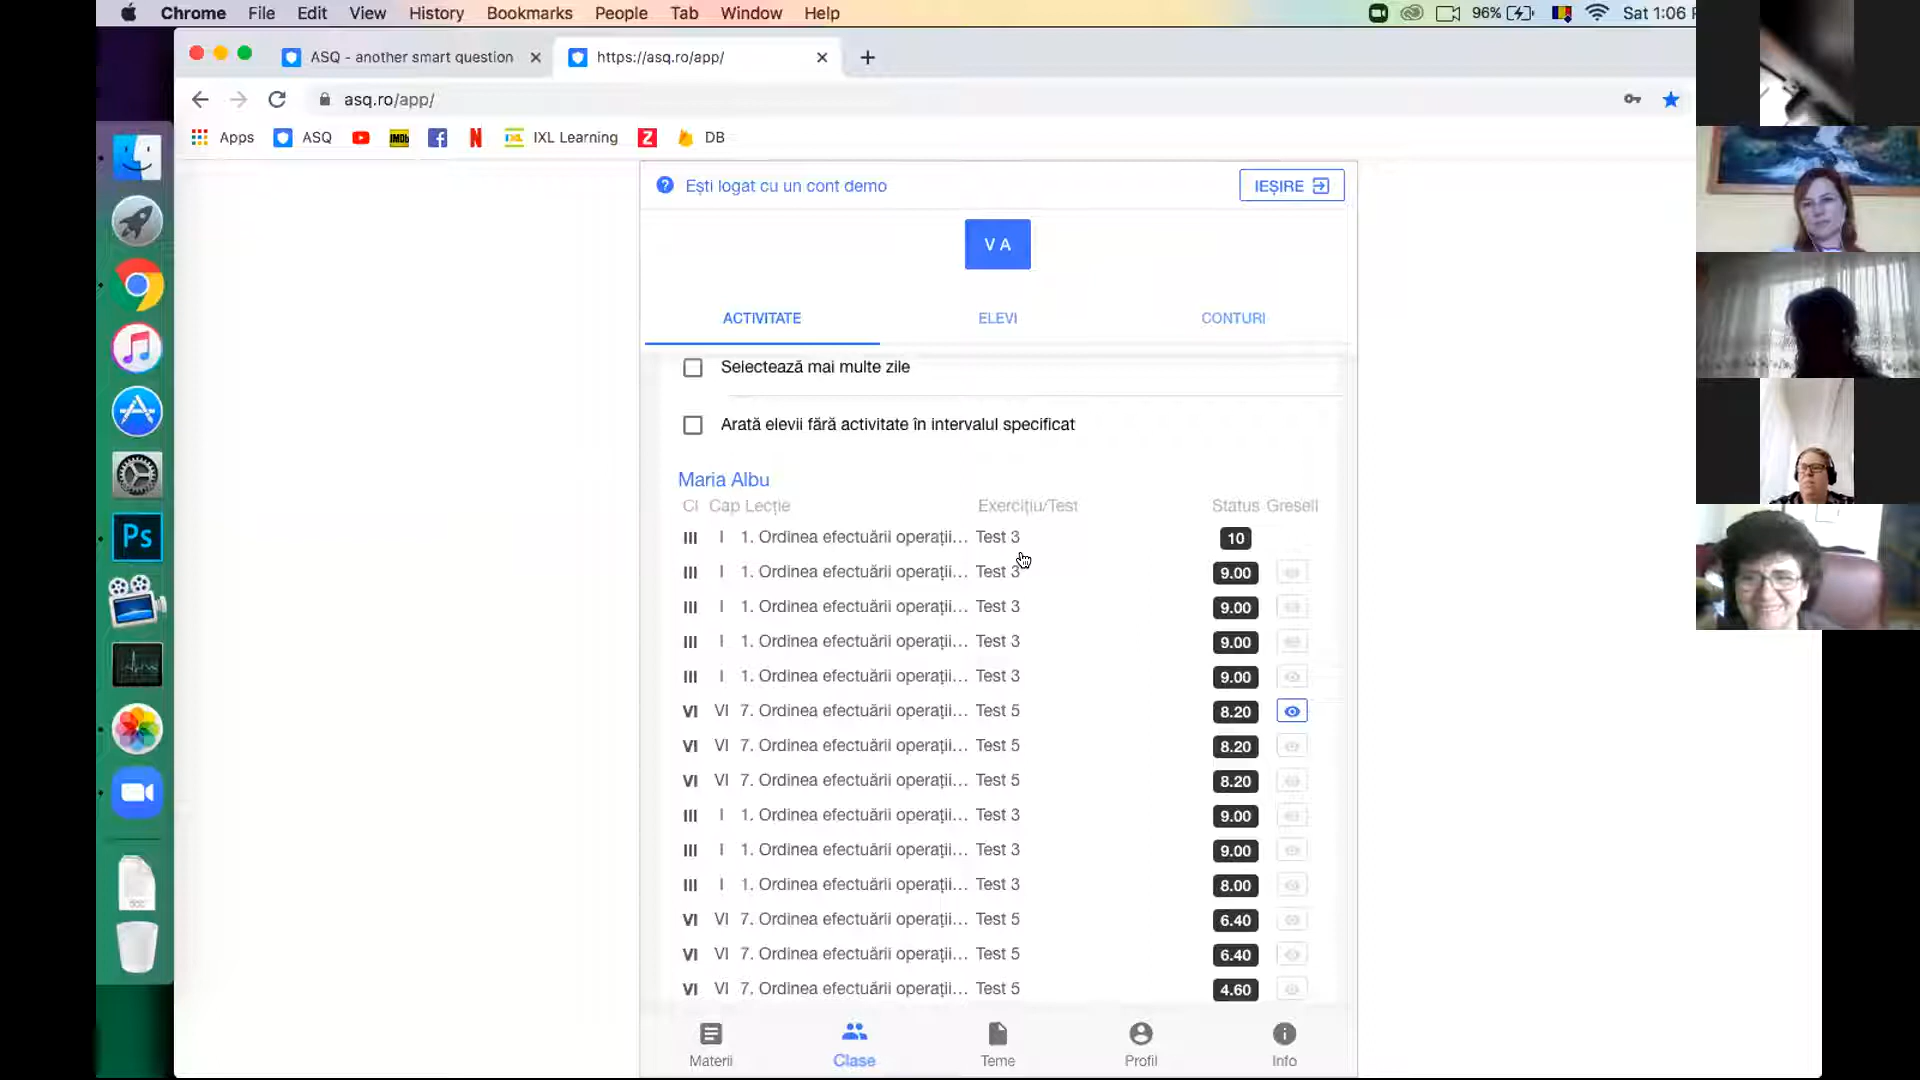 Chrome File Edit View History Bookmarks People Tab Window Help 96% Sat 1:06
ASQ - another smart question https://asq.ro/app/
asq.ro/app/
Apps ASQ IMDb N IXL IXL Learning Z DB
Ești logat cu un cont demo IEȘIRE
V A
ACTIVITATE ELEVI CONTURI
Selectează mai multe zile
Arată elevii fără activitate în intervalul specificat
Maria Albu
Cl Cap Lecție Exercițiu/Test Status Greseli
III I 1. Ordinea efectuării operații... Test 3 10
III I 1. Ordinea efectuării operații... Test 3 9.00
III I 1. Ordinea efectuării operații... Test 3 9.00
III I 1. Ordinea efectuării operații... Test 3 9.00
III I 1. Ordinea efectuării operații... Test 3 9.00
VI VI 7. Ordinea efectuării operații... Test 5 8.20
VI VI 7. Ordinea efectuării operații... Test 5 8.20
VI VI 7. Ordinea efectuării operații... Test 5 8.20
III I 1. Ordinea efectuării operații... Test 3 9.00
III I 1. Ordinea efectuării operații... Test 3 9.00
III I 1. Ordinea efectuării operații... Test 3 8.00
VI VI 7. Ordinea efectuării operații... Test 5 6.40
VI VI 7. Ordinea efectuării operații... Test 5 6.40
VI VI 7. Ordinea efectuării operații... Test 5 4.60
Materii Clase Teme Profil Info
Ps